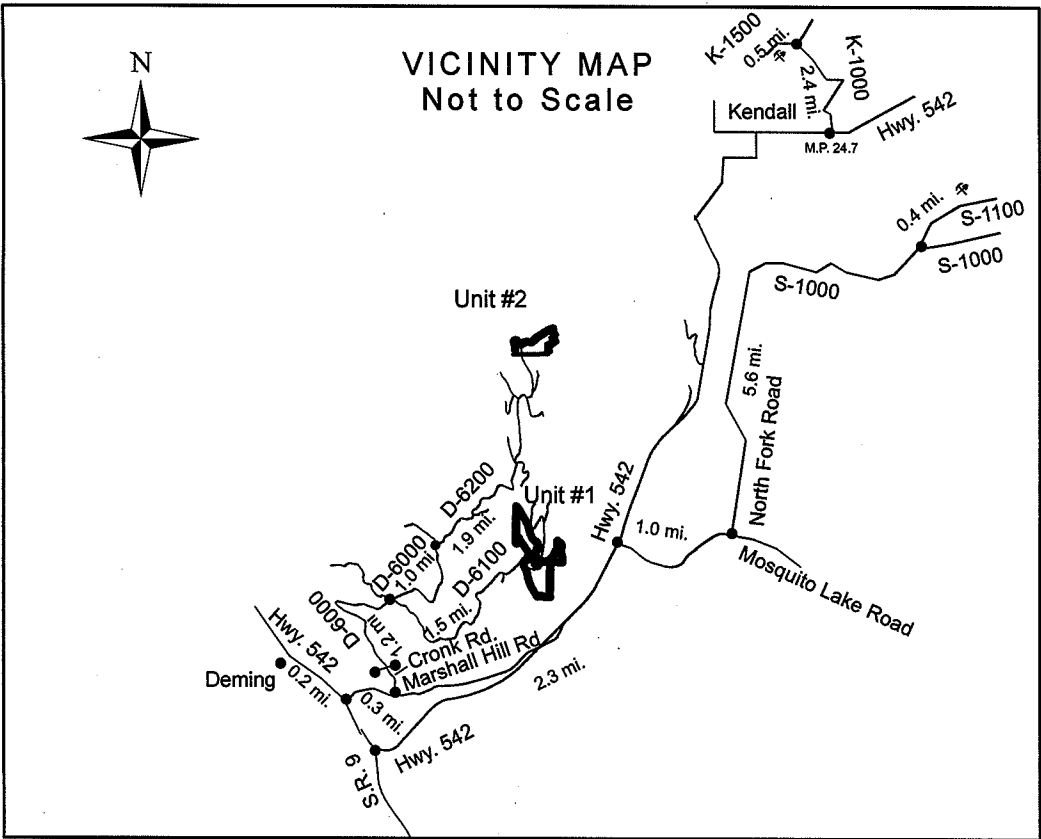 K-1500
0.5 mi.
K-1000
2.4 mi.
N
VICINITY MAP
Not to Scale
Kendall
Hwy. 542
M.P. 24.7
0.4 mi.
S-1100
S-1000
S-1000
Unit #2
5.6 mi.
North Fork Road
D-6200
Unit #1
Hwy. 542
1.9 mi.
1.0 mi.
D-6000
1.0 mi
D-6100
Mosquito Lake Road
D-6000
1.5 mi.
1.2 mi
Hwy. 542
Cronk Rd.
Marshall Hill Rd.
Deming
0.2 mi.
0.3 mi.
2.3 mi.
Hwy. 542
S.R. 9